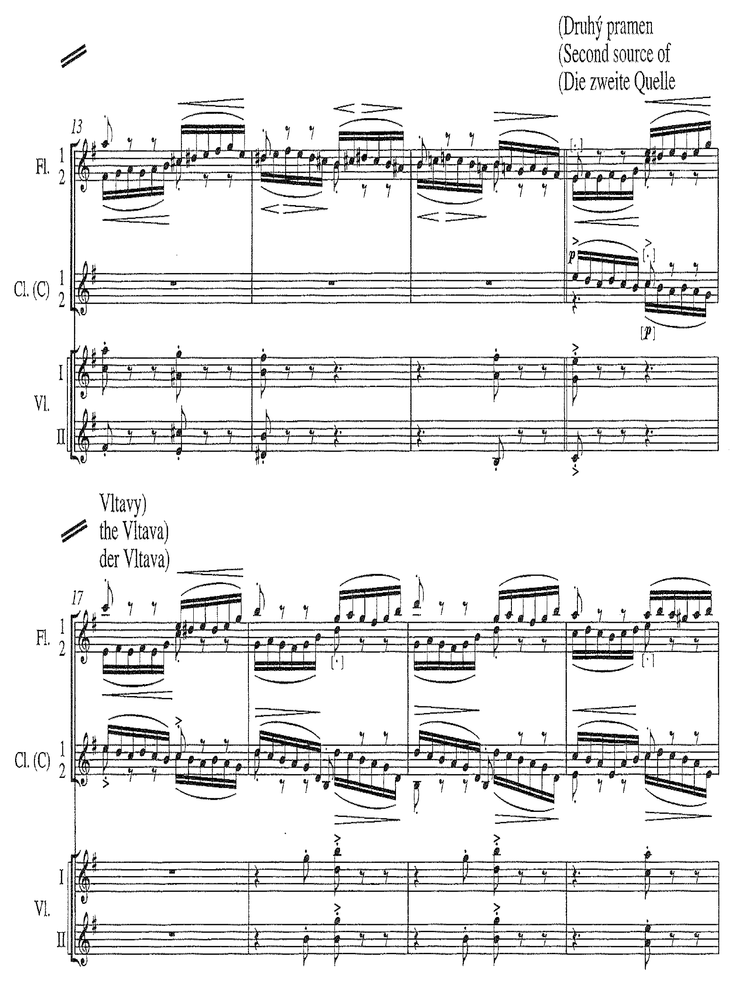 (Druhý pramen
(Second source of
(Die zweite Quelle
13
Fl. 1 2
p
Cl. (C) 1 2
[p]
I
Vl.
II
Vltavy)
the Vltava)
der Vltava)
17
Fl. 1 2
Cl. (C) 1 2
I
Vl.
II